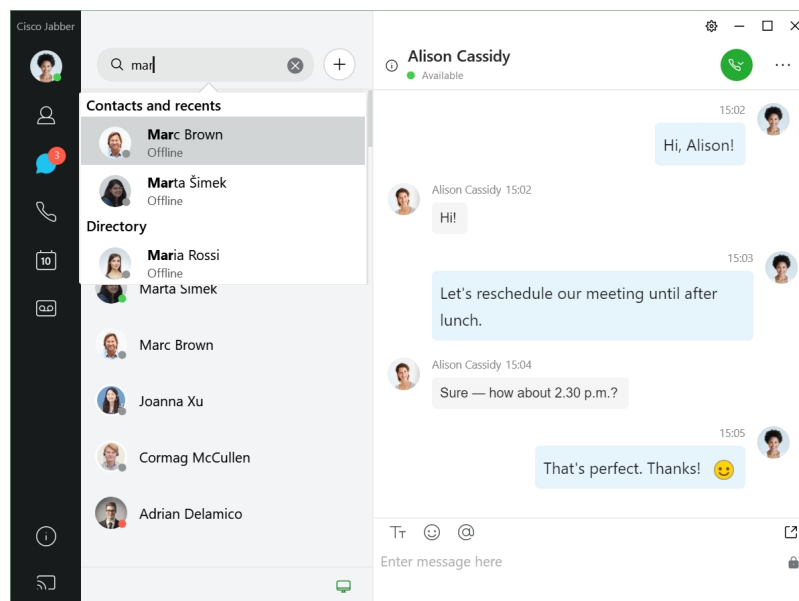 Cisco Jabber
mar
Contacts and recents
Marc Brown
Offline
Marta Šimek
Offline
Directory
Maria Rossi
Offline
Marta Simek
Marc Brown
Joanna Xu
Cormag McCullen
Adrian Delamico
3
10
Alison Cassidy
Available
15:02
Hi, Alison!
Alison Cassidy 15:02
Hi!
15:03
Let's reschedule our meeting until after
lunch.
Alison Cassidy 15:04
Sure — how about 2.30 p.m.?
15:05
That's perfect. Thanks!
TT
Enter message here